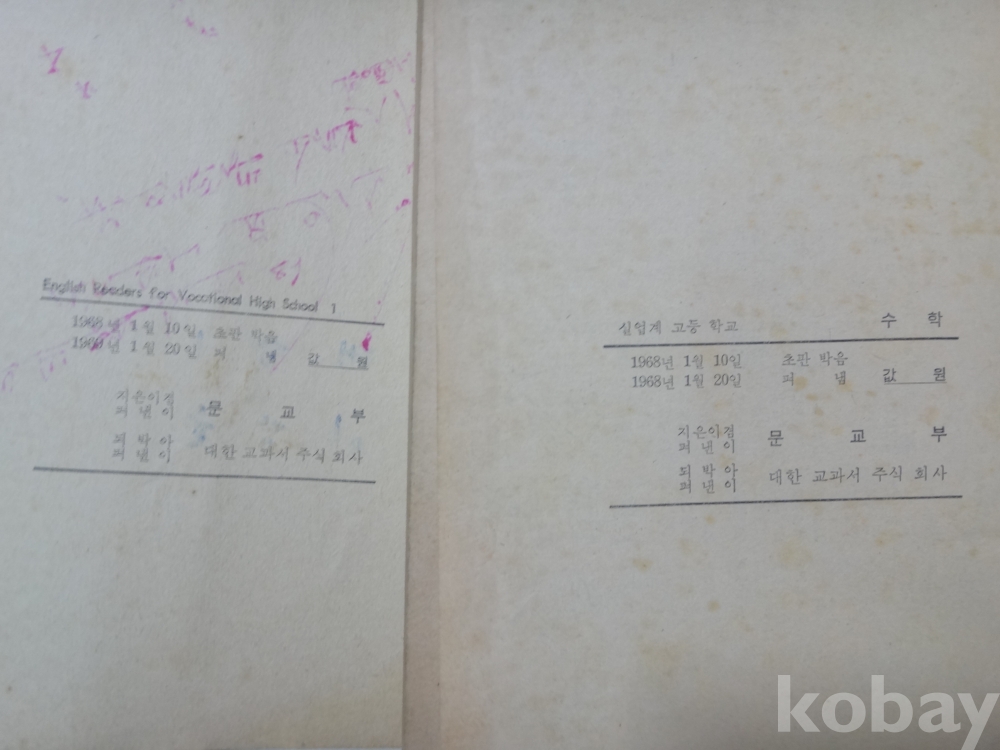 English Readers for Vocational High School 1
1968년 1월 10일 초판 박음
1968년 1월 20일 펴 냄 값 원
지은이겸
펴 낸 이 문 교 부
되 박 아
펴 낸 이 대한 교과서 주식 회사
실업계 고등 학교 수 학
1968년 1월 10일 초판 박음
1968년 1월 20일 펴 냄 값 원
지은이겸
펴 낸 이 문 교 부
되 박 아
펴 낸 이 대한 교과서 주식 회사
kobay